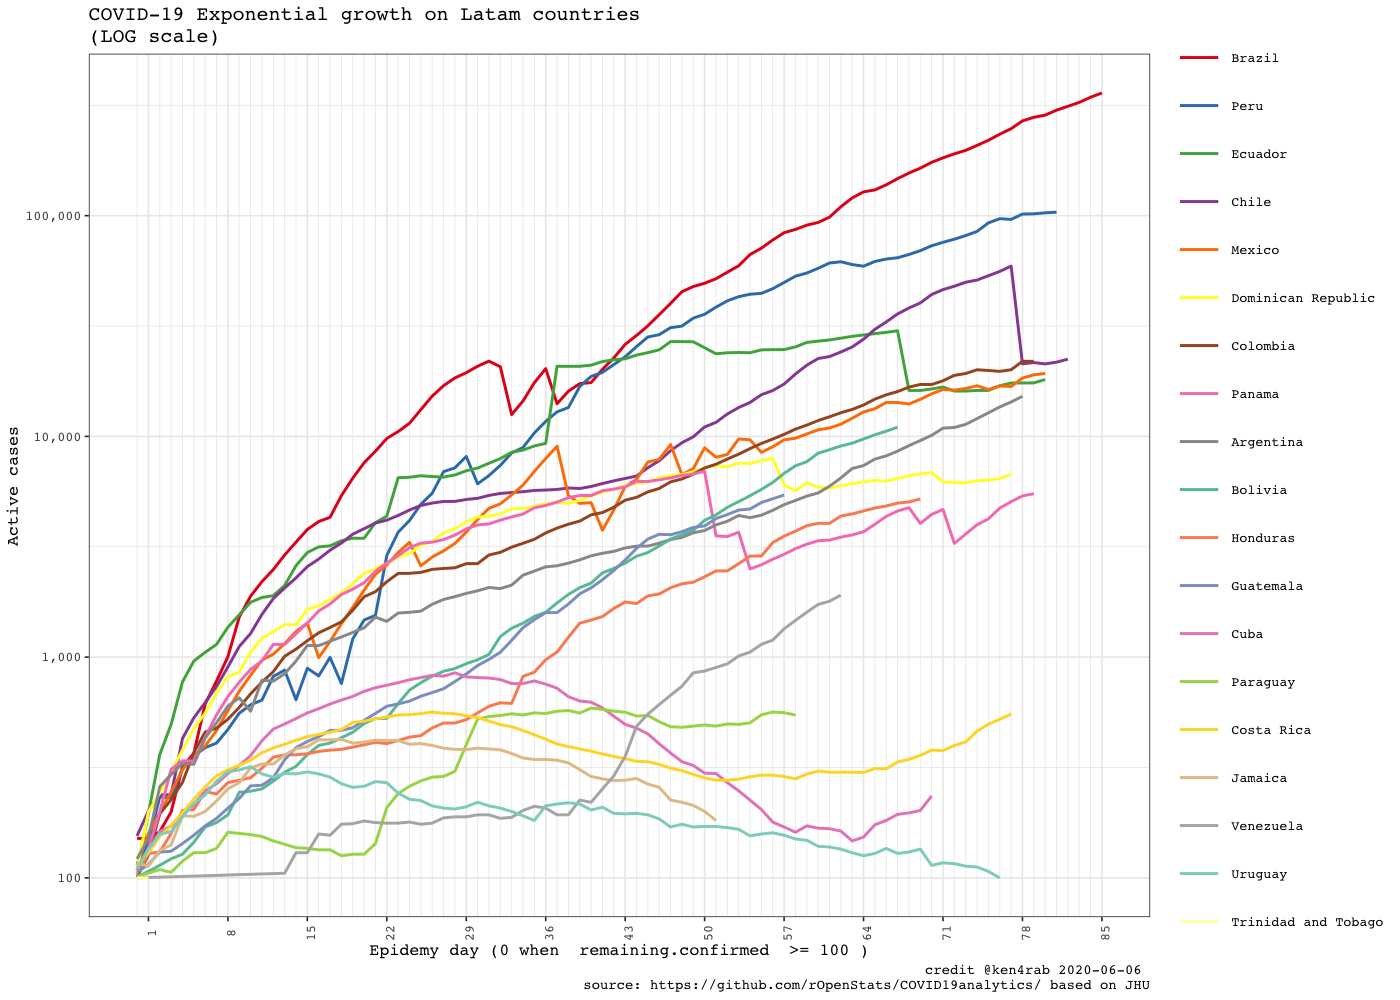 COVID-19 Exponential growth on Latam countries
(LOG scale)
Active cases
100,000
10,000
1,000
100
1
8
15
22
29
36
43
50
57
64
71
78
85
Epidemy day (0 when  remaining.confirmed  >= 100 )
Brazil
Peru
Ecuador
Chile
Mexico
Dominican Republic
Colombia
Panama
Argentina
Bolivia
Honduras
Guatemala
Cuba
Paraguay
Costa Rica
Jamaica
Venezuela
Uruguay
Trinidad and Tobago
credit @ken4rab 2020-06-06
source: https://github.com/rOpenStats/COVID19analytics/ based on JHU